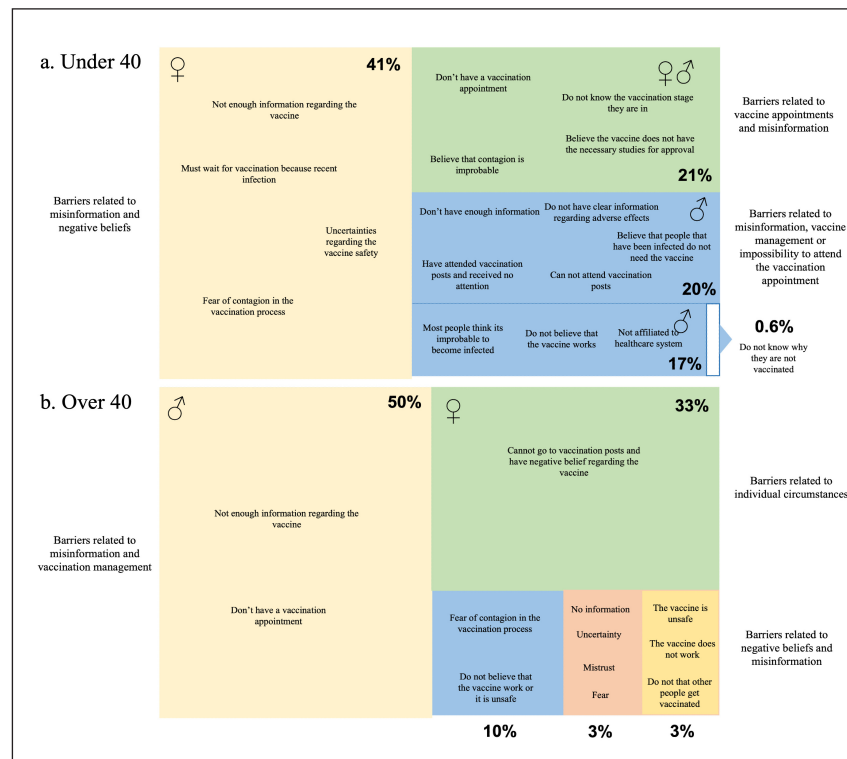 a. Under 40
♀
41%
Not enough information regarding the
vaccine
Must wait for vaccination because recent
infection
Uncertainties
regarding the
vaccine safety
Fear of contagion in the
vaccination process
Barriers related to
misinformation and
negative beliefs
♀♂
Don't have a vaccination
appointment
Do not know the vaccination stage
they are in
Believe the vaccine does not have
the necessary studies for approval
Believe that contagion is
improbable
21%
Barriers related to
vaccine appointments
and misinformation
♂
Don't have enough information
Do not have clear information
regarding adverse effects
Believe that people that
have been infected do not
need the vaccine
Have attended vaccination
posts and received no
attention
Can not attend vaccination
posts
20%
Barriers related to
misinformation, vaccine
management or
impossibility to attend
the vaccination
appointment
♂
Most people think its
improbable to
become infected
Do not believe that
the vaccine works
Not affiliated to
healthcare system
17%
0.6%
Do not know why
they are not
vaccinated
b. Over 40
♂
50%
Not enough information regarding the
vaccine
Don't have a vaccination
appointment
Barriers related to
misinformation and
vaccination management
♀
33%
Cannot go to vaccination posts and
have negative belief regarding the
vaccine
Barriers related to
individual circumstances
Fear of contagion in the
vaccination process
Do not believe that
the vaccine work or
it is unsafe
10%
No information
Uncertainty
Mistrust
Fear
3%
The vaccine is
unsafe
The vaccine does
not work
Do not that other
people get
vaccinated
3%
Barriers related to
negative beliefs and
misinformation